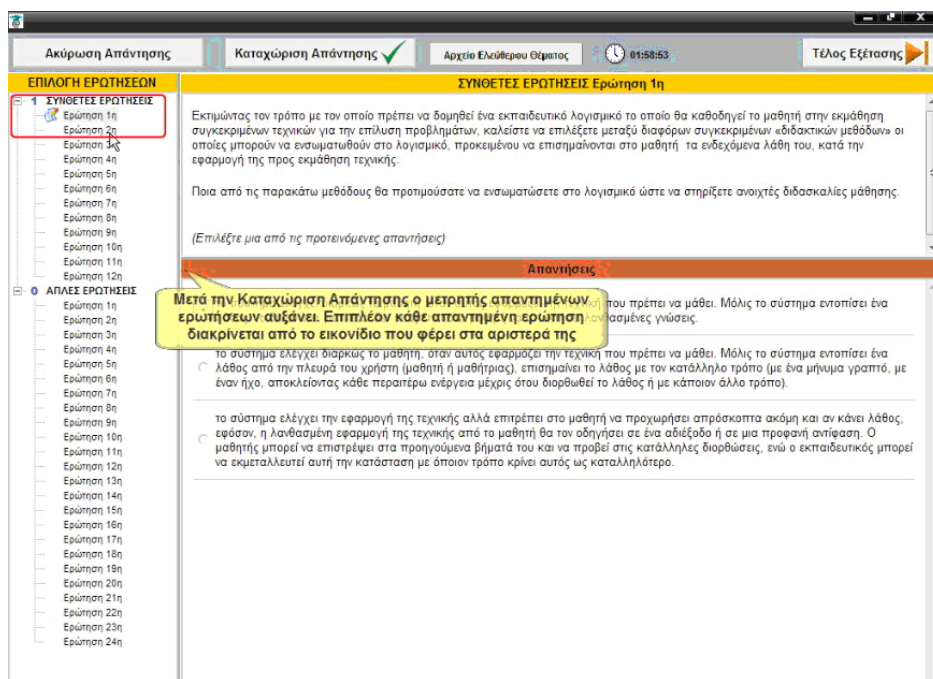 Ακύρωση Απάντησης
Καταχώριση Απάντησης
Αρχείο Ελεύθερου Θέματος
01:58:53
Τέλος Εξέτασης
ΕΠΙΛΟΓΗ ΕΡΩΤΗΣΕΩΝ
1 ΣΥΝΘΕΤΕΣ ΕΡΩΤΗΣΕΙΣ
Ερώτηση 1η
Ερώτηση 2η
Ερώτηση 3η
Ερώτηση 4η
Ερώτηση 5η
Ερώτηση 6η
Ερώτηση 7η
Ερώτηση 8η
Ερώτηση 9η
Ερώτηση 10η
Ερώτηση 11η
Ερώτηση 12η
0 ΑΠΛΕΣ ΕΡΩΤΗΣΕΙΣ
Ερώτηση 1η
Ερώτηση 2η
Ερώτηση 3η
Ερώτηση 4η
Ερώτηση 5η
Ερώτηση 6η
Ερώτηση 7η
Ερώτηση 8η
Ερώτηση 9η
Ερώτηση 10η
Ερώτηση 11η
Ερώτηση 12η
Ερώτηση 13η
Ερώτηση 14η
Ερώτηση 15η
Ερώτηση 16η
Ερώτηση 17η
Ερώτηση 18η
Ερώτηση 19η
Ερώτηση 20η
Ερώτηση 21η
Ερώτηση 22η
Ερώτηση 23η
Ερώτηση 24η
ΣΥΝΘΕΤΕΣ ΕΡΩΤΗΣΕΙΣ Ερώτηση 1η
Εκτιμώντας τον τρόπο με τον οποίο πρέπει να δομηθεί ένα εκπαιδευτικό λογισμικό το οποίο θα καθοδηγεί το μαθητή στην εκμάθηση
συγκεκριμένων τεχνικών για την επίλυση προβλημάτων, καλείστε να επιλέξετε μεταξύ διαφόρων συγκεκριμένων «διδακτικών μεθόδων» οι
οποίες μπορούν να ενσωματωθούν στο λογισμικό, προκειμένου να επισημαίνονται στο μαθητή τα ενδεχόμενα λάθη του, κατά την
εφαρμογή της προς εκμάθηση τεχνικής.
Ποια από τις παρακάτω μεθόδους θα προτιμούσατε να ενσωματώσετε στο λογισμικό ώστε να στηρίξετε ανοιχτές διδασκαλίες μάθησης.
(Επιλέξτε μια από τις προτεινόμενες απαντήσεις)
Απαντήσεις
Μετά την Καταχώριση Απάντησης ο μετρητής απαντημένων
ερωτήσεων αυξάνει. Επιπλέον κάθε απαντημένη ερώτηση
διακρίνεται από το εικονίδιο που φέρει στα αριστερά της
που πρέπει να μάθει. Μόλις το σύστημα εντοπίσει ένα
γνώσεις.
το σύστημα ελέγχει διαρκώς το μαθητή, όταν αυτός εφαρμόζει την τεχνική που πρέπει να μάθει. Μόλις το σύστημα εντοπίσει ένα
λάθος από την πλευρά του χρήστη (μαθητή ή μαθήτριας), επισημαίνει το λάθος με τον κατάλληλο τρόπο (με ένα μήνυμα γραπτό, με
έναν ήχο, αποκλείοντας κάθε περαιτέρω ενέργεια μέχρις ότου διορθωθεί το λάθος ή με κάποιον άλλο τρόπο).
το σύστημα ελέγχει την εφαρμογή της τεχνικής αλλά επιτρέπει στο μαθητή να προχωρήσει απρόσκοπτα ακόμη και αν κάνει λάθος,
εφόσον, η λανθασμένη εφαρμογή της τεχνικής από το μαθητή θα τον οδηγήσει σε ένα αδιέξοδο ή σε μια προφανή αντίφαση. Ο
μαθητής μπορεί να επιστρέψει στα προηγούμενα βήματά του και να προβεί στις κατάλληλες διορθώσεις, ενώ ο εκπαιδευτικός μπορεί
να εκμεταλλευτεί αυτή την κατάσταση με όποιον τρόπο κρίνει αυτός ως καταλληλότερο.